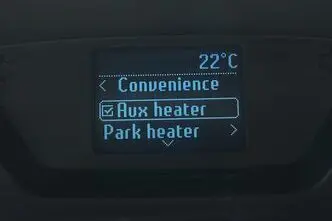 22°C
Convenience
Aux heater
Park heater